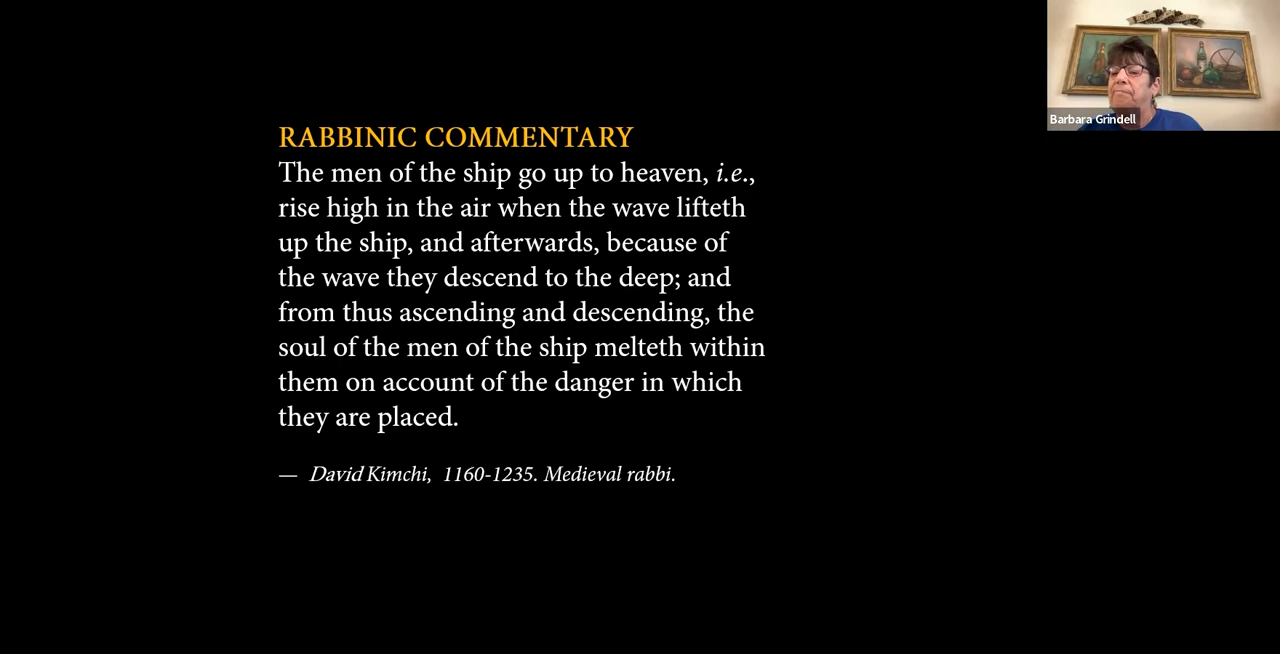 RABBINIC COMMENTARY
The men of the ship go up to heaven, i.e.,
rise high in the air when the wave lifteth
up the ship, and afterwards, because of
the wave they descend to the deep; and
from thus ascending and descending, the
soul of the men of the ship melteth within
them on account of the danger in which
they are placed.
— David Kimchi, 1160-1235. Medieval rabbi.
Barbara Grindell